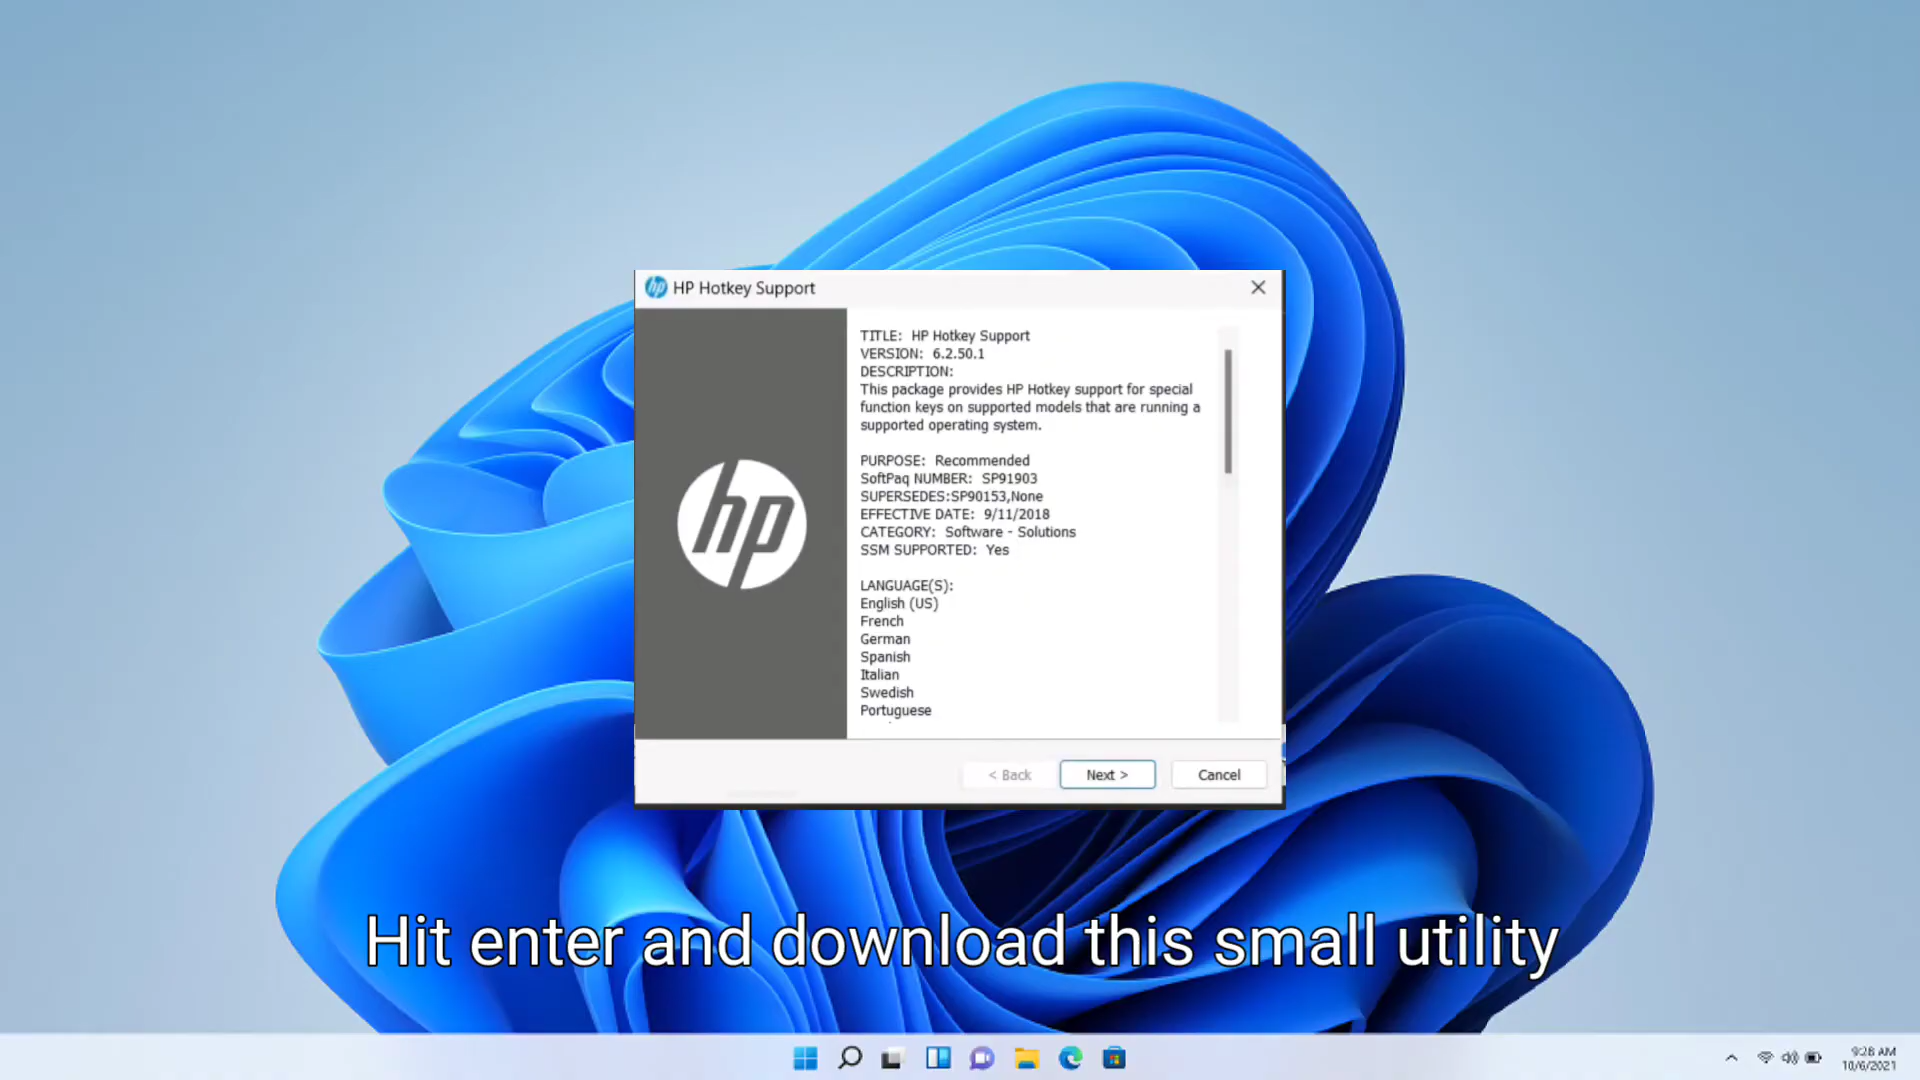 HP Hotkey Support
TITLE: HP Hotkey Support
VERSION: 6.2.50.1
DESCRIPTION:
This package provides HP Hotkey support for special
function keys on supported models that are running a
supported operating system.
PURPOSE: Recommended
SoftPaq NUMBER: SP91903
SUPERSEDES:SP90153,None
EFFECTIVE DATE: 9/11/2018
CATEGORY: Software - Solutions
SSM SUPPORTED: Yes
LANGUAGE(S):
English (US)
French
German
Spanish
Italian
Swedish
Portuguese
hp
< Back Next > Cancel
Hit enter and download this small utility
9:28 AM
10/6/2021